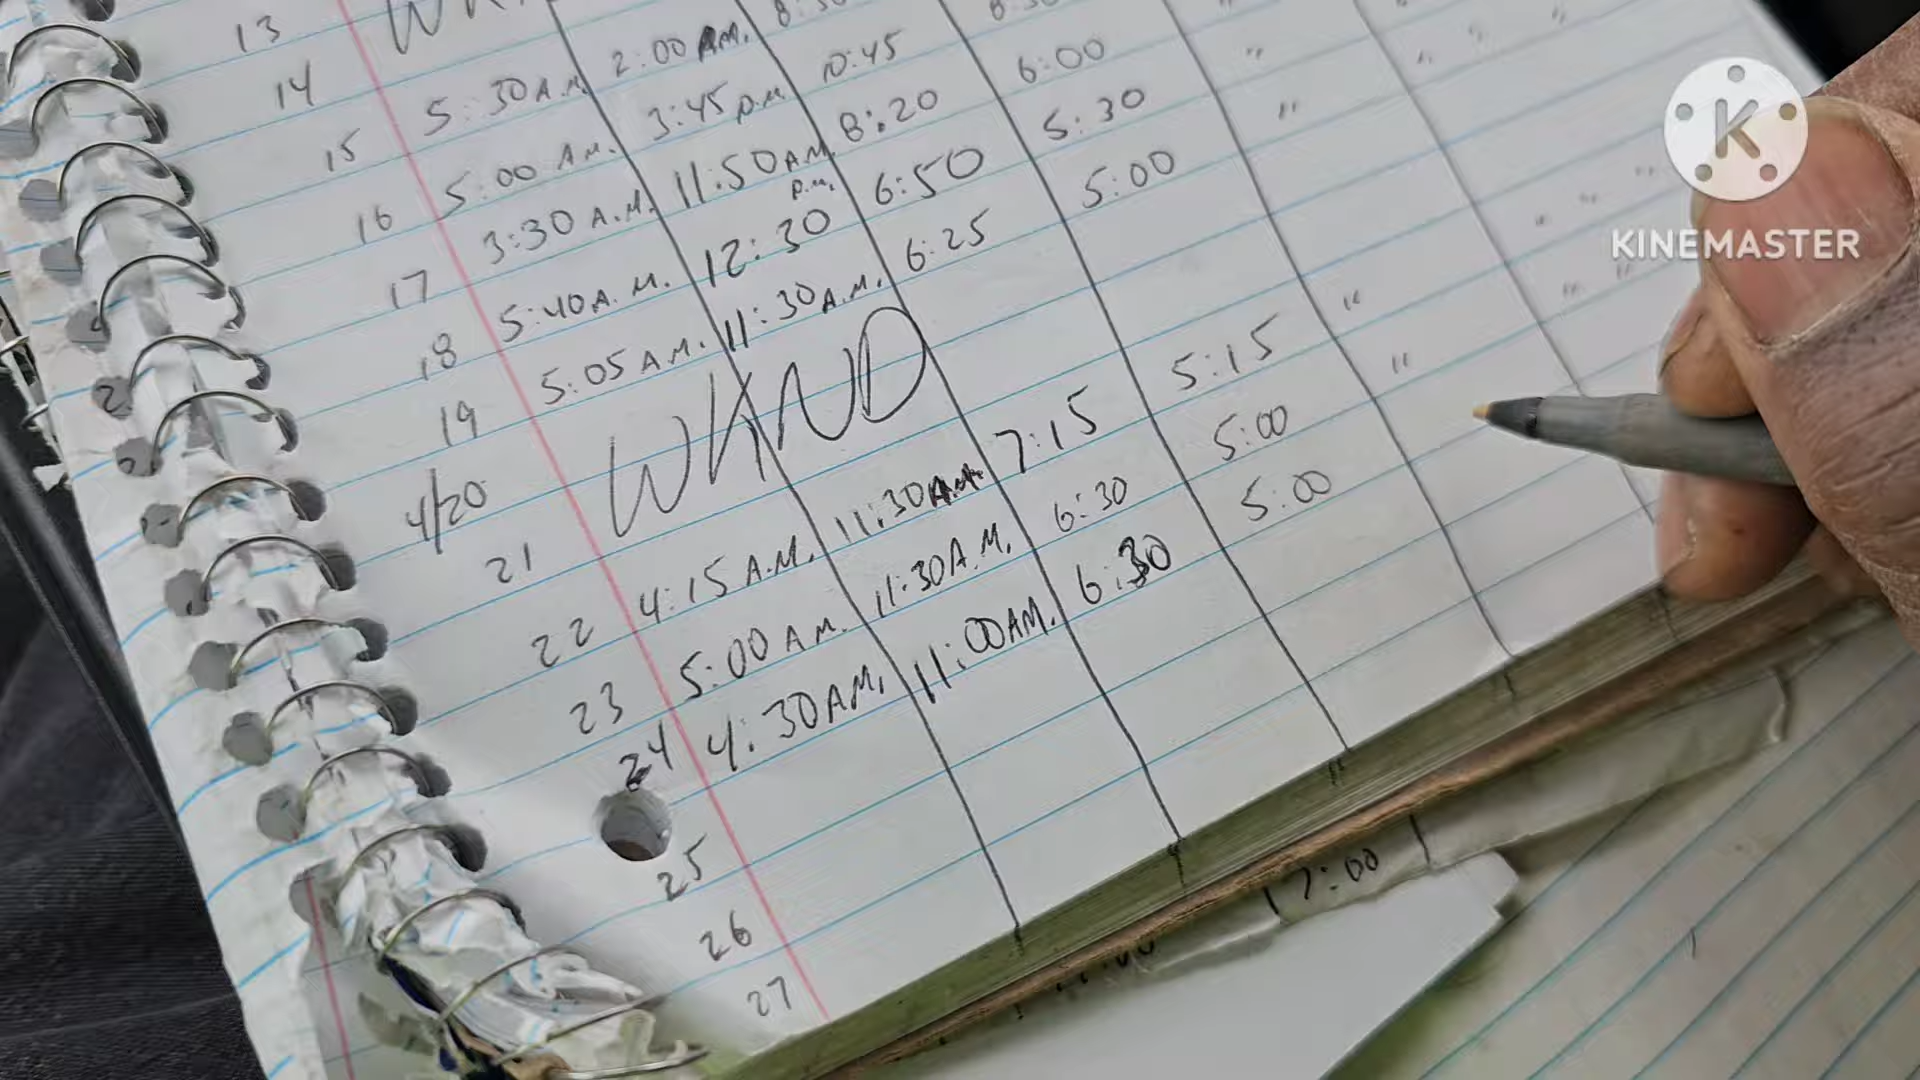 13
14
15 5:30 A.M. 2:00 P.M.
16 5:00 A.M. 3:45 P.M. 10:45
17 3:30 A.M. 11:50 A.M. 8:20 6:00 "
18 5:40 A.M. 12:30 P.M. 6:50 5:30 "
19 5:05 A.M. 11:30 A.M. 6:25 5:00
4/20 WKND
21
22 4:15 A.M. 11:30 A.M. 7:15 5:15 "
23 5:00 A.M. 11:30 A.M. 6:30 5:00 "
24 4:30 A.M. 11:00 A.M. 6:30 5:00
25
26
27
7:00
KINEMASTER